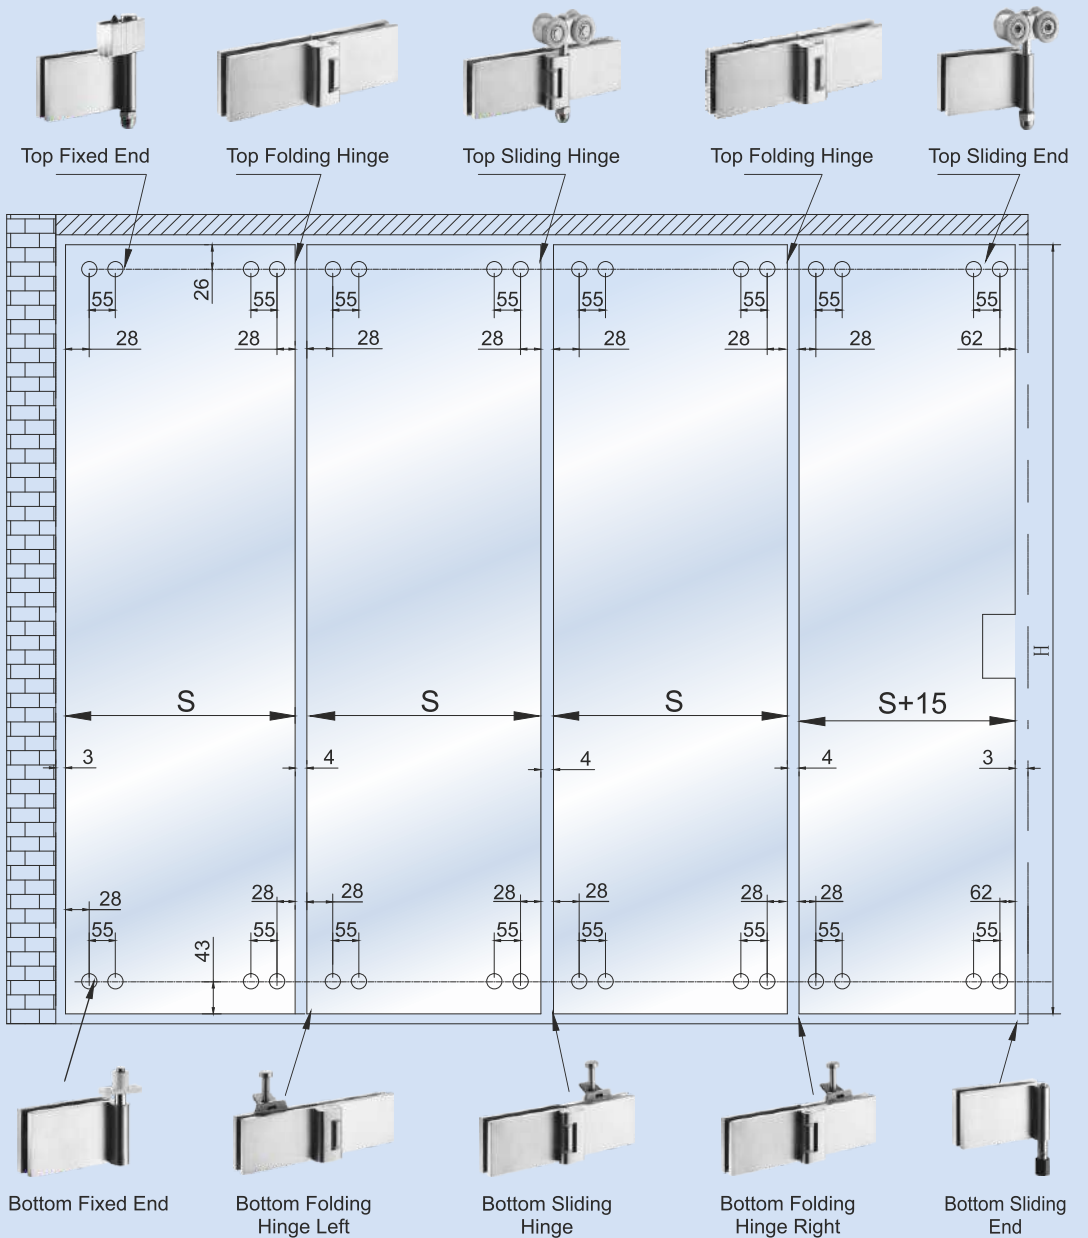 Top Fixed End
Top Folding Hinge
Top Sliding Hinge
Top Folding Hinge
Top Sliding End
26
55
55
55
55
55
55
55
55
28
28
28
28
28
28
28
62
H
S
S
S
S+15
3
4
4
4
3
28
28
28
28
28
28
28
62
55
55
55
55
55
55
55
55
43
Bottom Fixed End
Bottom Folding
Hinge Left
Bottom Sliding
Hinge
Bottom Folding
Hinge Right
Bottom Sliding
End